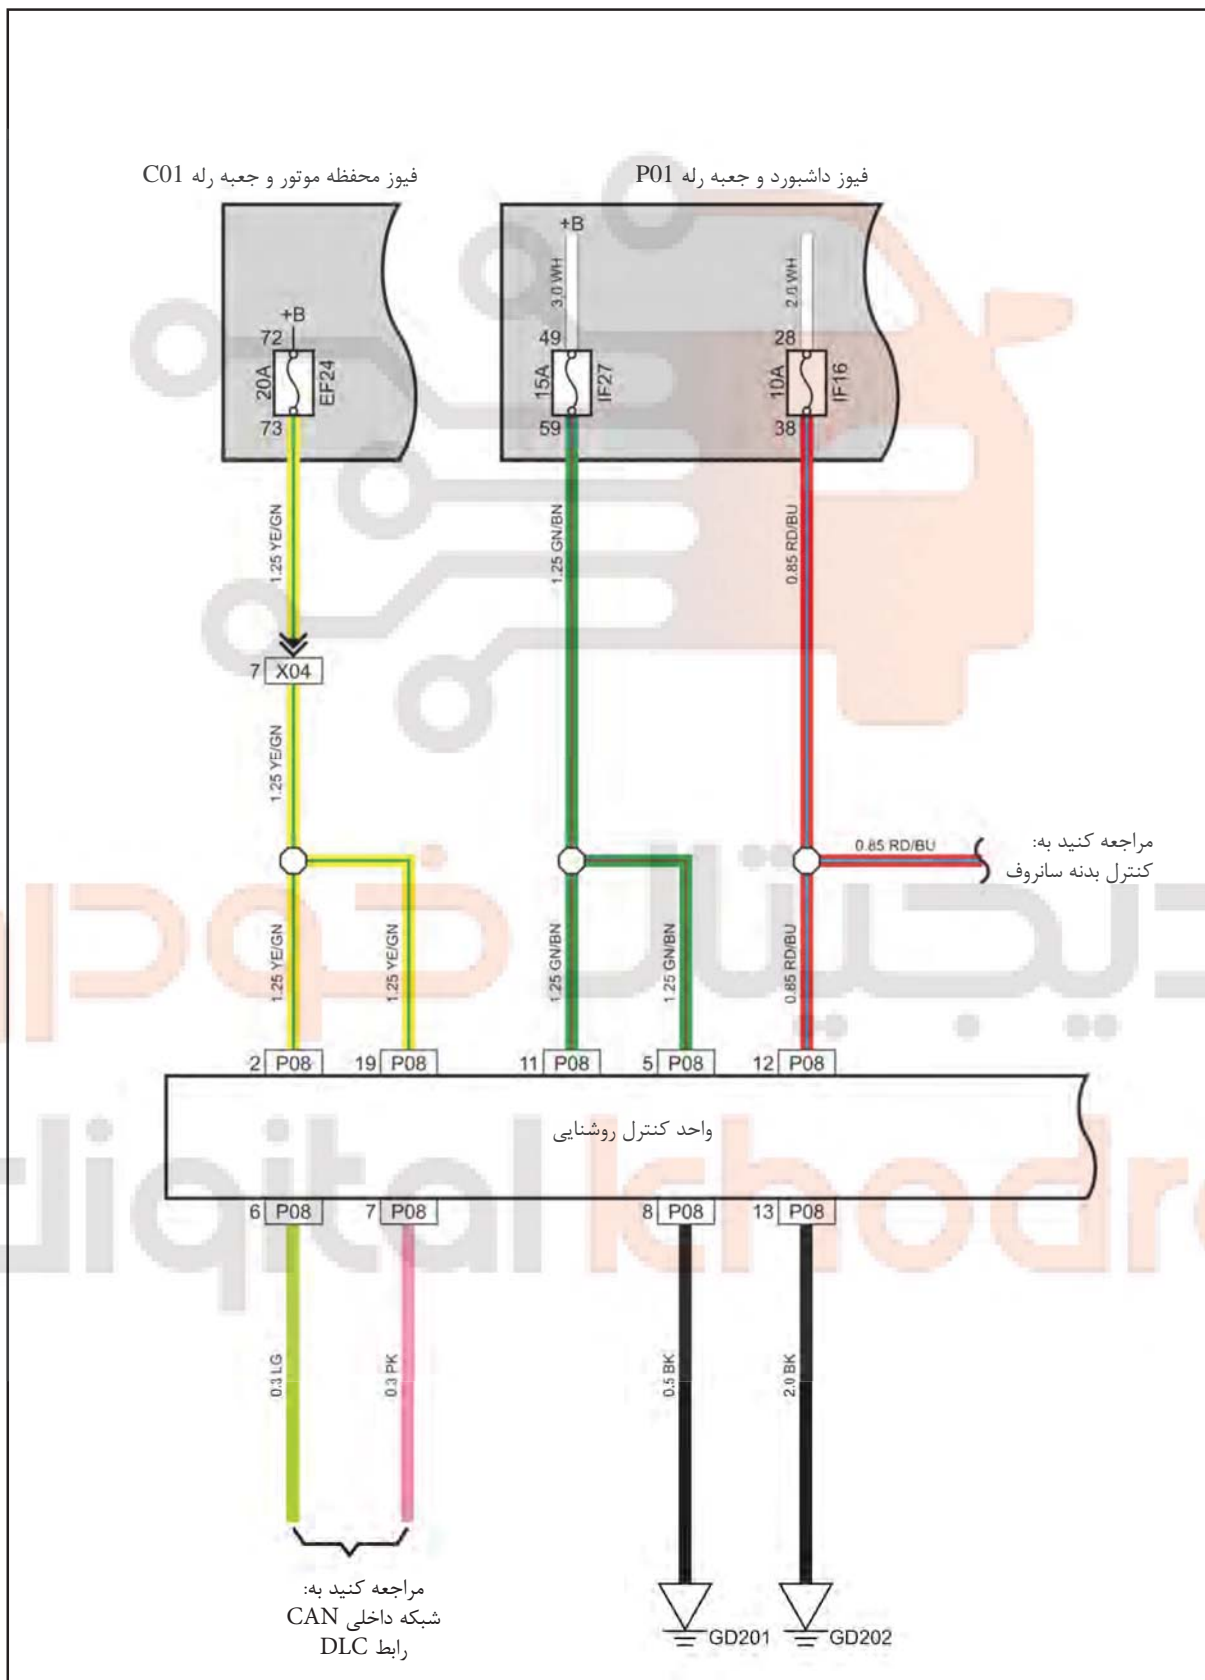 فیوز محفظه موتور و جعبه رله C01
فیوز داشبورد و جعبه رله P01
+B
72
20A
EF24
73
+B
3.0 WH
49
15A
IF27
59
2.0 WH
28
10A
IF16
38
1.25 YE/GN
1.25 GN/BN
0.85 RD/BU
7 X04
1.25 YE/GN
0.85 RD/BU
مراجعه کنید به:
کنترل بدنه سانروف
دیجیتال خودرو
1.25 YE/GN
1.25 YE/GN
1.25 GN/BN
1.25 GN/BN
0.85 RD/BU
2 P08
19 P08
11 P08
5 P08
12 P08
واحد کنترل روشنایی
digital khodro
6 P08
7 P08
8 P08
13 P08
0.3 LG
0.3 PK
0.5 BK
2.0 BK
مراجعه کنید به:
شبکه داخلی CAN
رابط DLC
GD201
GD202